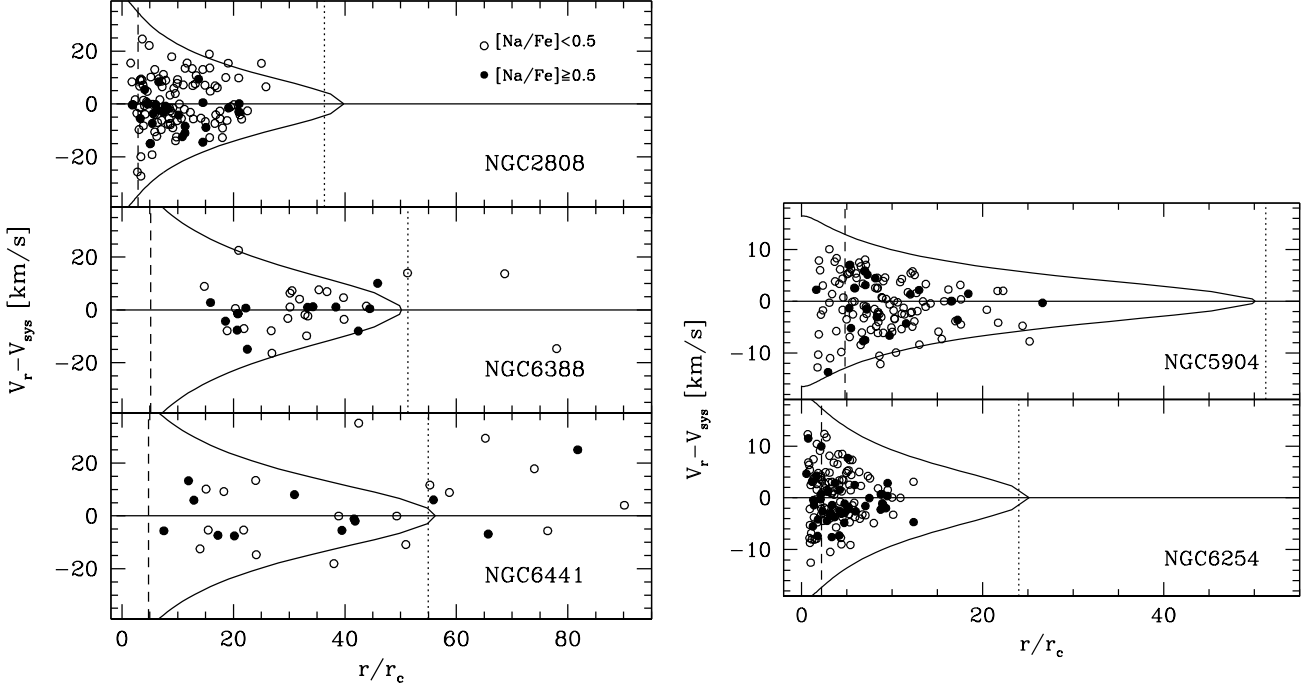 [Na/Fe]<0.5
[Na/Fe]≥0.5
20
0
−20
NGC2808
20
0
−20
NGC6388
20
0
−20
NGC6441
0 20 40 60 80
r/r_c
V_r−V_sys [km/s]
10
0
−10
NGC5904
10
0
−10
NGC6254
0 20 40
r/r_c
V_r−V_sys [km/s]